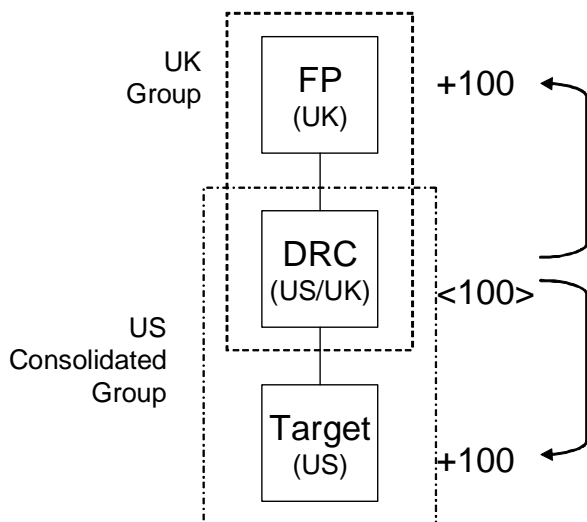 UK
Group
FP
(UK)
+100
DRC
(US/UK)
<100>
US
Consolidated
Group
Target
(US)
+100